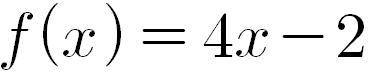 f(x) = 4x − 2